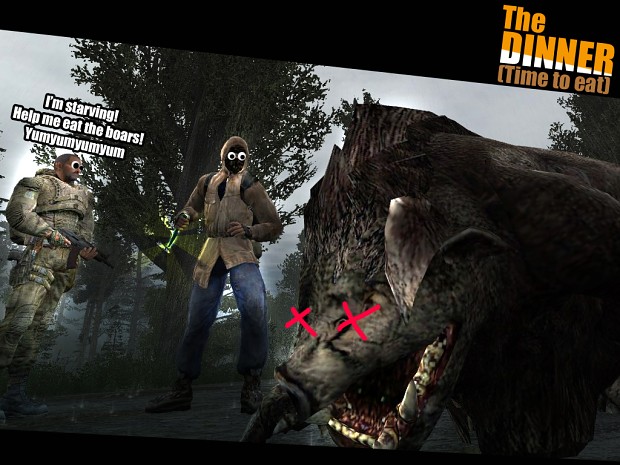 The
DINNER
(Time to eat)
I'm starving!
Help me eat the boars!
Yumyumyumyum